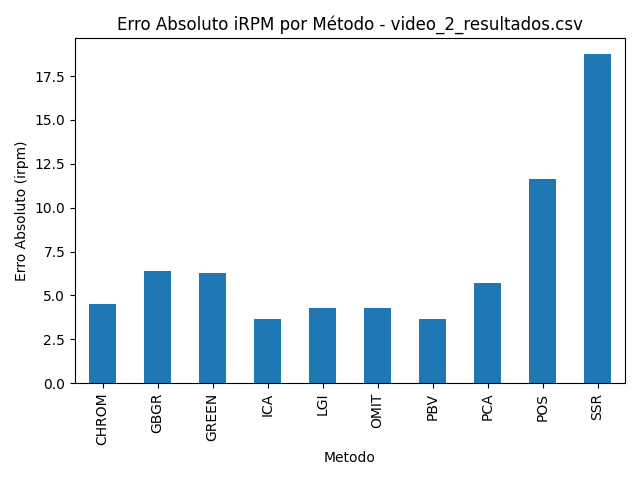 Erro Absoluto iRPM por Método - video_2_resultados.csv
Erro Absoluto (irpm)
17.5
15.0
12.5
10.0
7.5
5.0
2.5
0.0
CHROM
GBGR
GREEN
ICA
LGI
OMIT
PBV
PCA
POS
SSR
Metodo